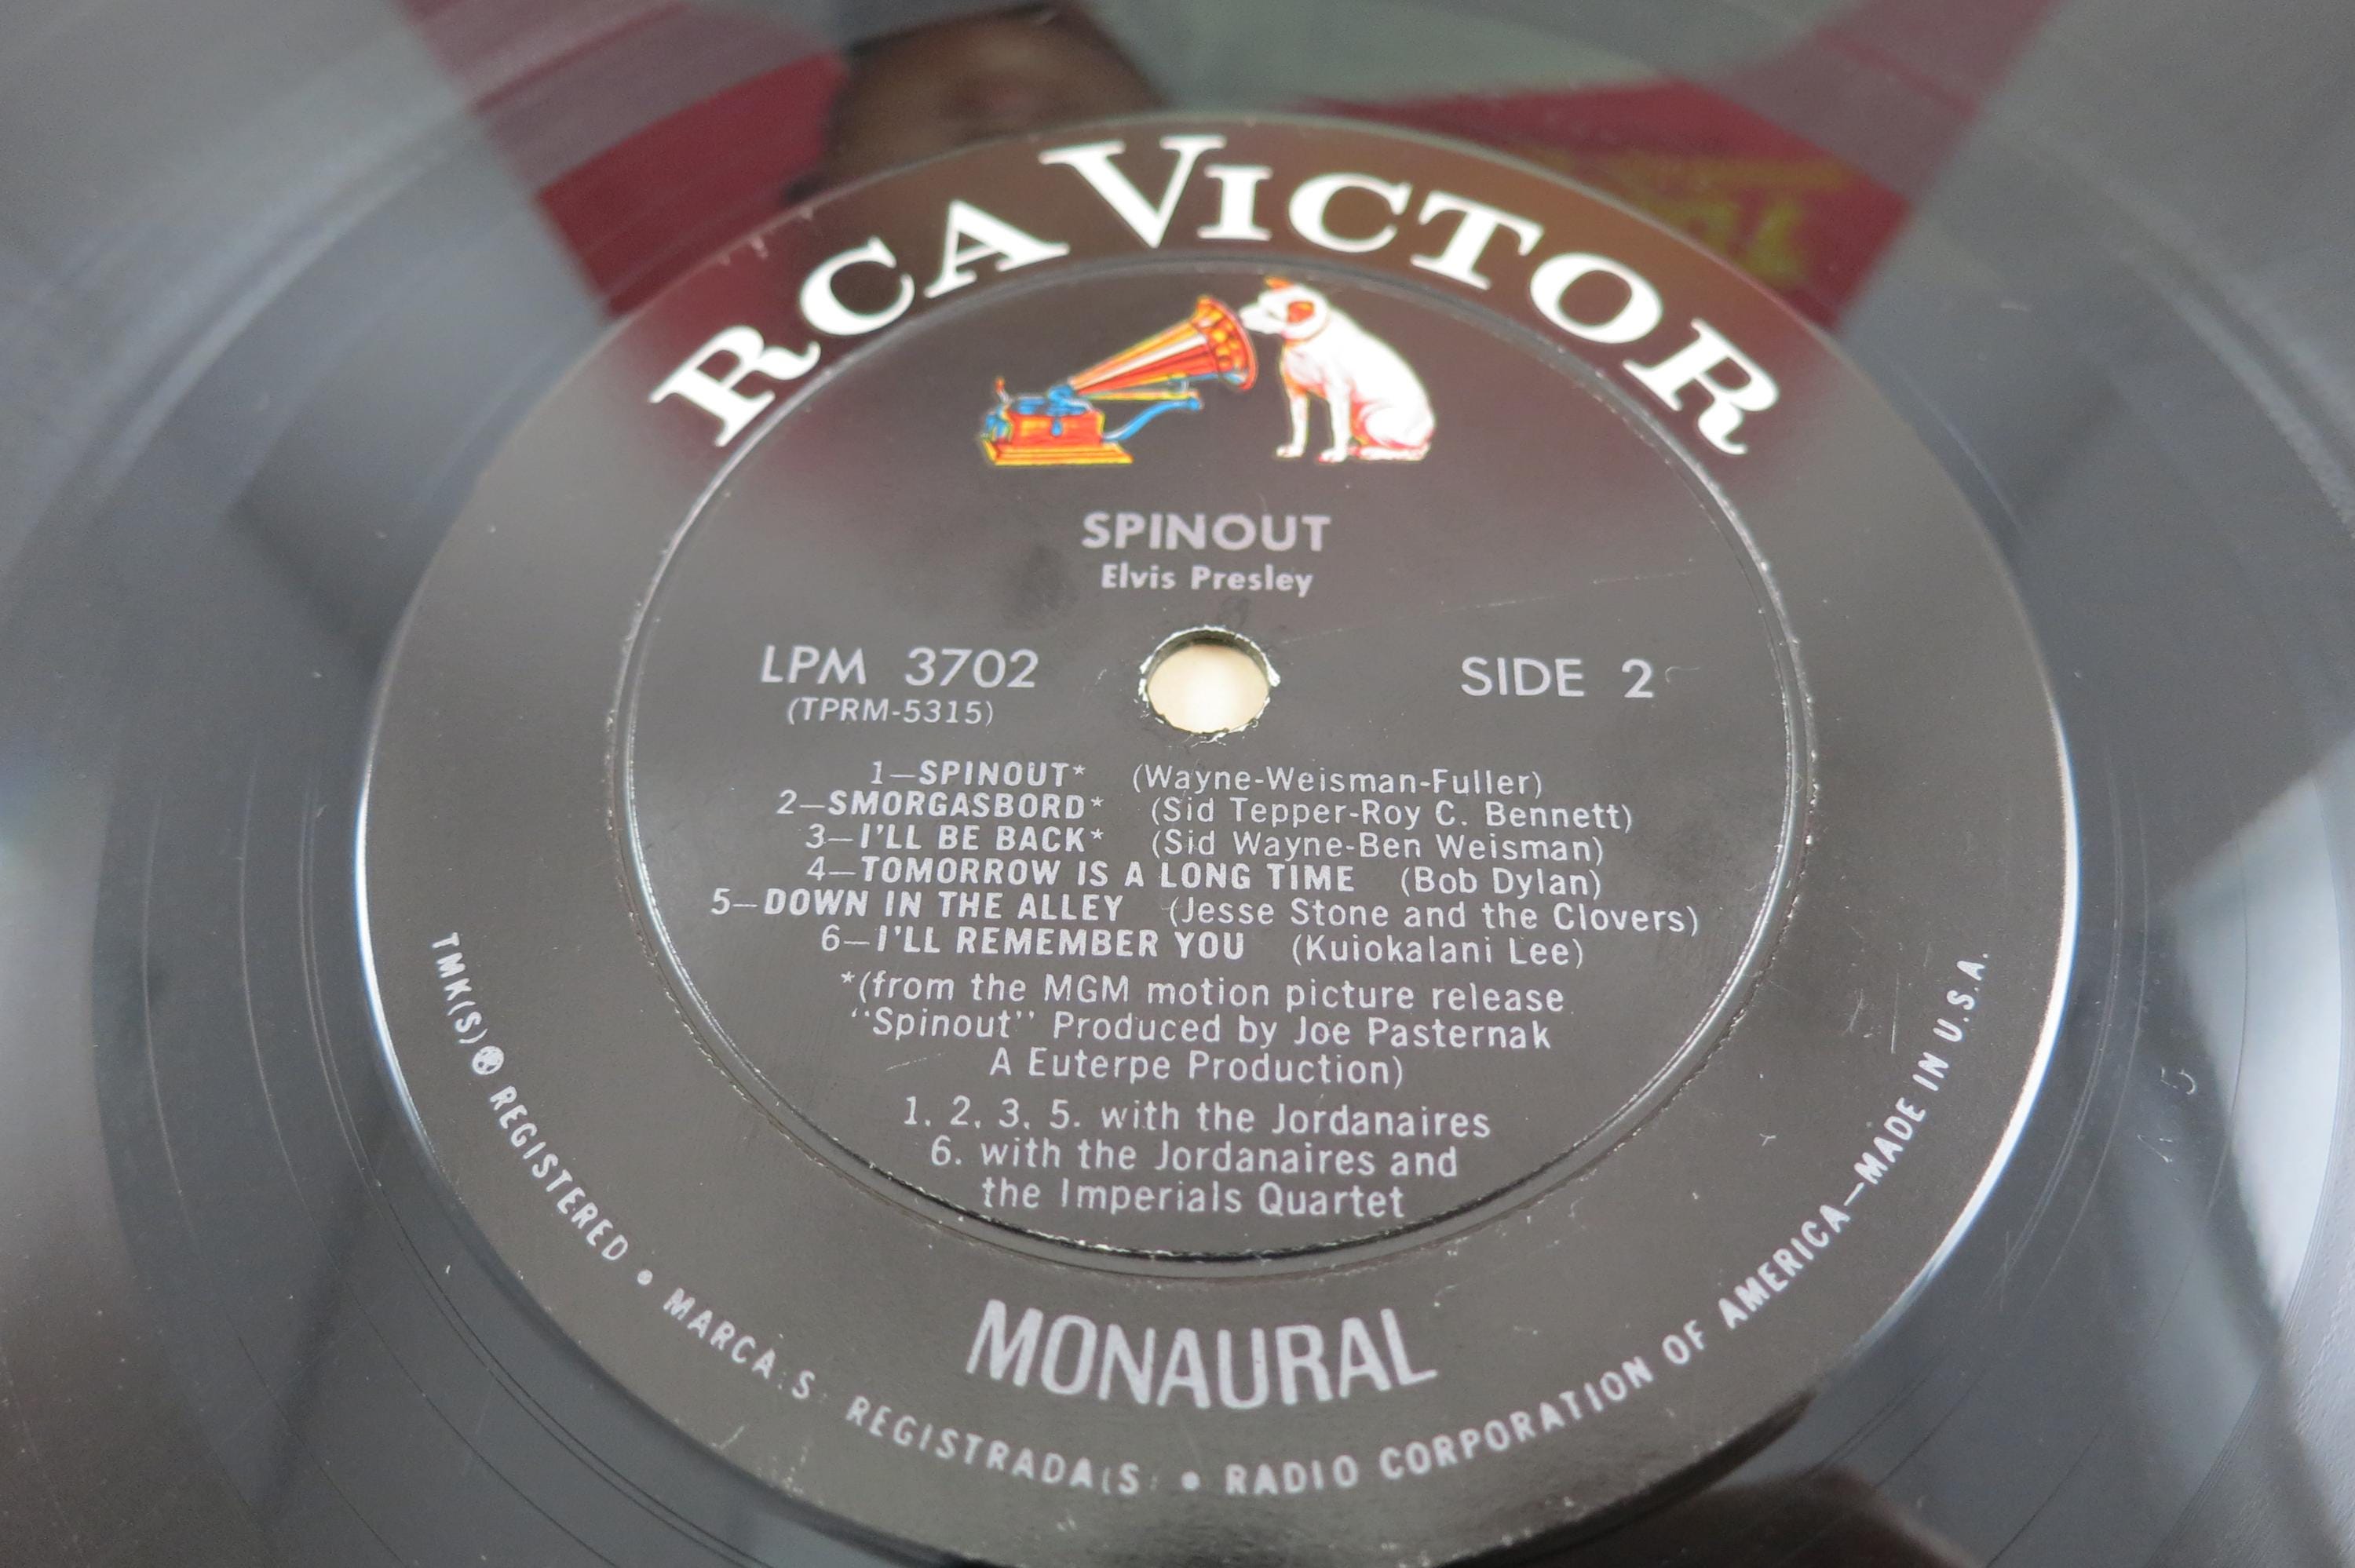 RCA VICTOR
SPINOUT
Elvis Presley
LPM 3702
(TPRM-5315)
SIDE 2
1—SPINOUT* (Wayne-Weisman-Fuller)
2—SMORGASBORD* (Sid Tepper-Roy C. Bennett)
3—I'LL BE BACK* (Sid Wayne-Ben Weisman)
4—TOMORROW IS A LONG TIME (Bob Dylan)
5—DOWN IN THE ALLEY (Jesse Stone and the Clovers)
6—I'LL REMEMBER YOU (Kuiokalani Lee)
*(from the MGM motion picture release
"Spinout" Produced by Joe Pasternak
A Euterpe Production)
1. 2. 3. 5. with the Jordanaires
6. with the Jordanaires and
the Imperials Quartet
MONAURAL
TMK(S) ® REGISTERED • MARCA(S) REGISTRADA(S) • RADIO CORPORATION OF AMERICA—MADE IN U.S.A.